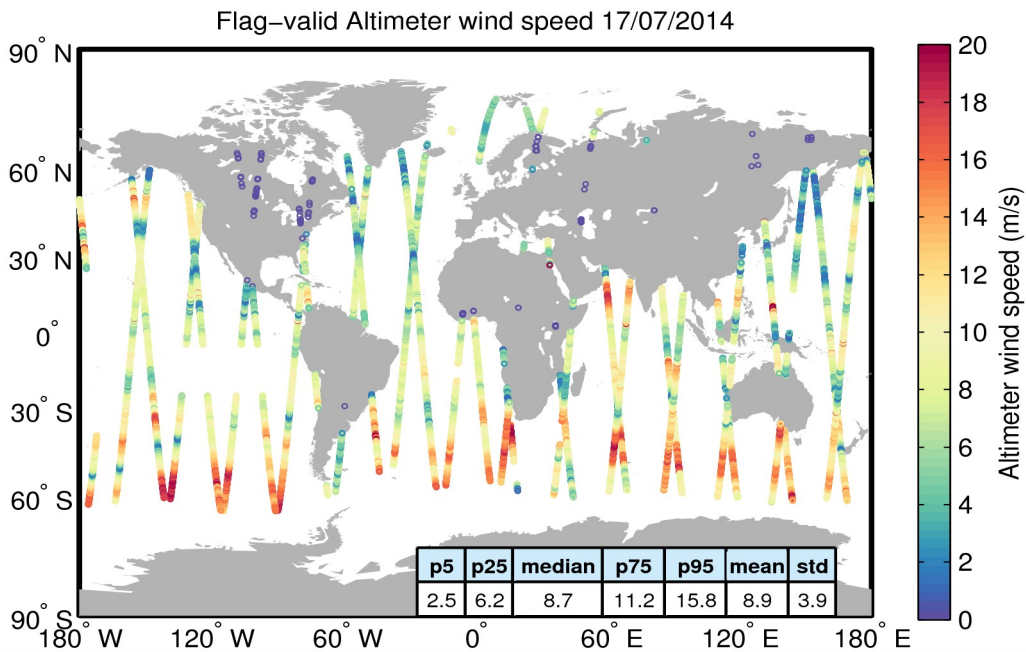 Flag−valid Altimeter wind speed 17/07/2014
90° N
60° N
30° N
0°
30° S
60° S
90° S
180° W
120° W
60° W
0°
60° E
120° E
180° E
p5 p25 median p75 p95 mean std
2.5 6.2 8.7 11.2 15.8 8.9 3.9
20
18
16
14
12
10
8
6
4
2
0
Altimeter wind speed (m/s)